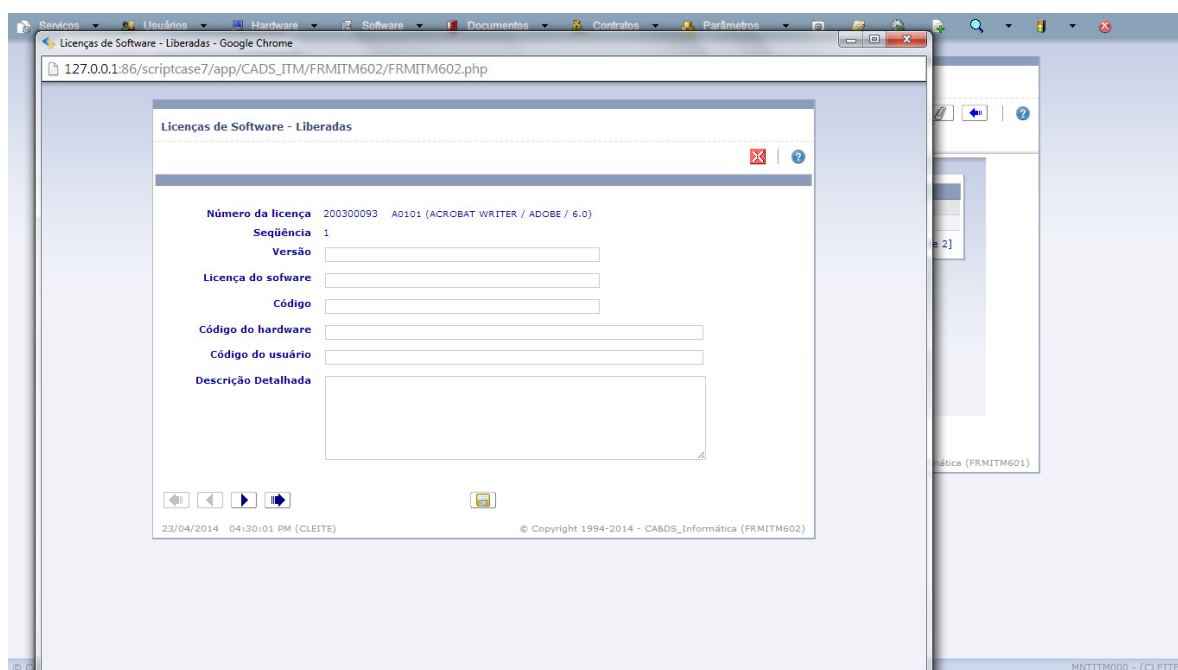 Serviços Usuários Hardware Software Documentos Contratos Parâmetros
Licenças de Software - Liberadas - Google Chrome
127.0.0.1:86/scriptcase7/app/CADS_ITM/FRMITM602/FRMITM602.php
Licenças de Software - Liberadas
Número da licença 200300093 A0101 (ACROBAT WRITER / ADOBE / 6.0)
Seqüência 1
Versão
e 2]
Licença do sofware
Código
Código do hardware
Código do usuário
Descrição Detalhada
mática (FRMITM601)
23/04/2014 04:30:01 PM (CLEITE) © Copyright 1994-2014 - CA&DS_Informática (FRMITM602)
MNTITM000 - (CLEITE